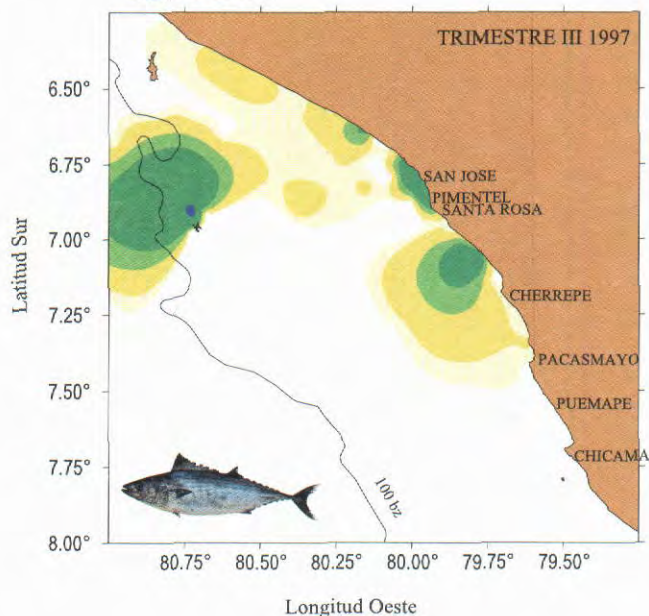 TRIMESTRE III 1997
6.50°
6.75°
SAN JOSE
PIMENTEL
SANTA ROSA
7.00°
CHERREPE
7.25°
PACASMAYO
7.50°
PUEMAPE
CHICAMA
7.75°
100 bz
8.00°
80.75° 80.50° 80.25° 80.00° 79.75° 79.50°
Latitud Sur
Longitud Oeste